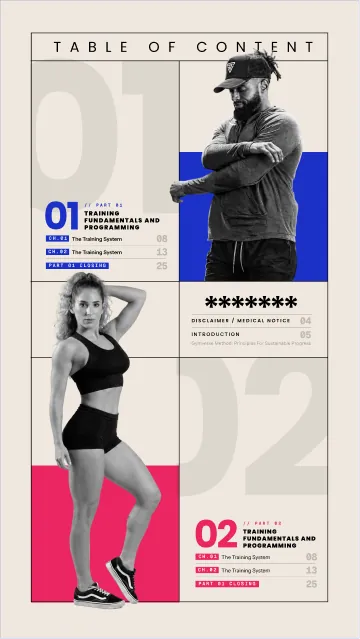 TABLE OF CONTENT
01
01
// PART 01
TRAINING
FUNDAMENTALS AND
PROGRAMMING
CH.01 The Training System 08
CH.02 The Training System 13
PART 01 CLOSING 25
*******
DISCLAIMER / MEDICAL NOTICE 04
INTRODUCTION 05
Gymverse Method: Principles For Sustainable Progress
02
02
// PART 02
TRAINING
FUNDAMENTALS AND
PROGRAMMING
CH.01 The Training System 08
CH.02 The Training System 13
PART 01 CLOSING 25